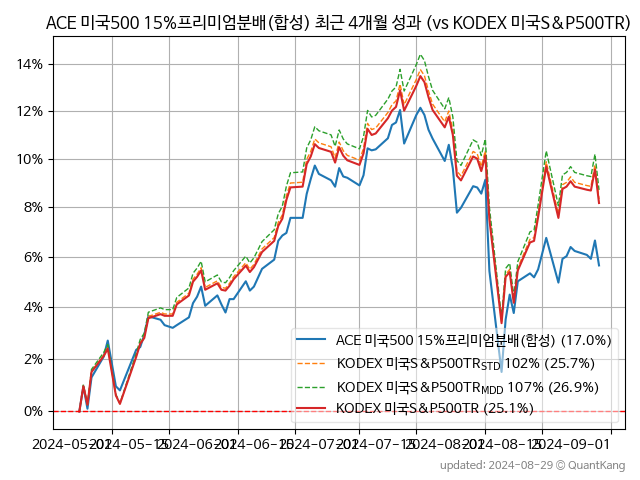 ACE 미국500 15%프리미엄분배(합성) 최근 4개월 성과 (vs KODEX 미국S&P500TR)
14%
12%
10%
8%
6%
4%
2%
0%
ACE 미국500 15%프리미엄분배(합성) (17.0%)
KODEX 미국S&P500TR STD 102% (25.7%)
KODEX 미국S&P500TR MDD 107% (26.9%)
KODEX 미국S&P500TR (25.1%)
2024-05-01 2024-05-15 2024-06-01 2024-06-15 2024-07-01 2024-07-15 2024-08-01 2024-08-15 2024-09-01
updated: 2024-08-29 © QuantKang